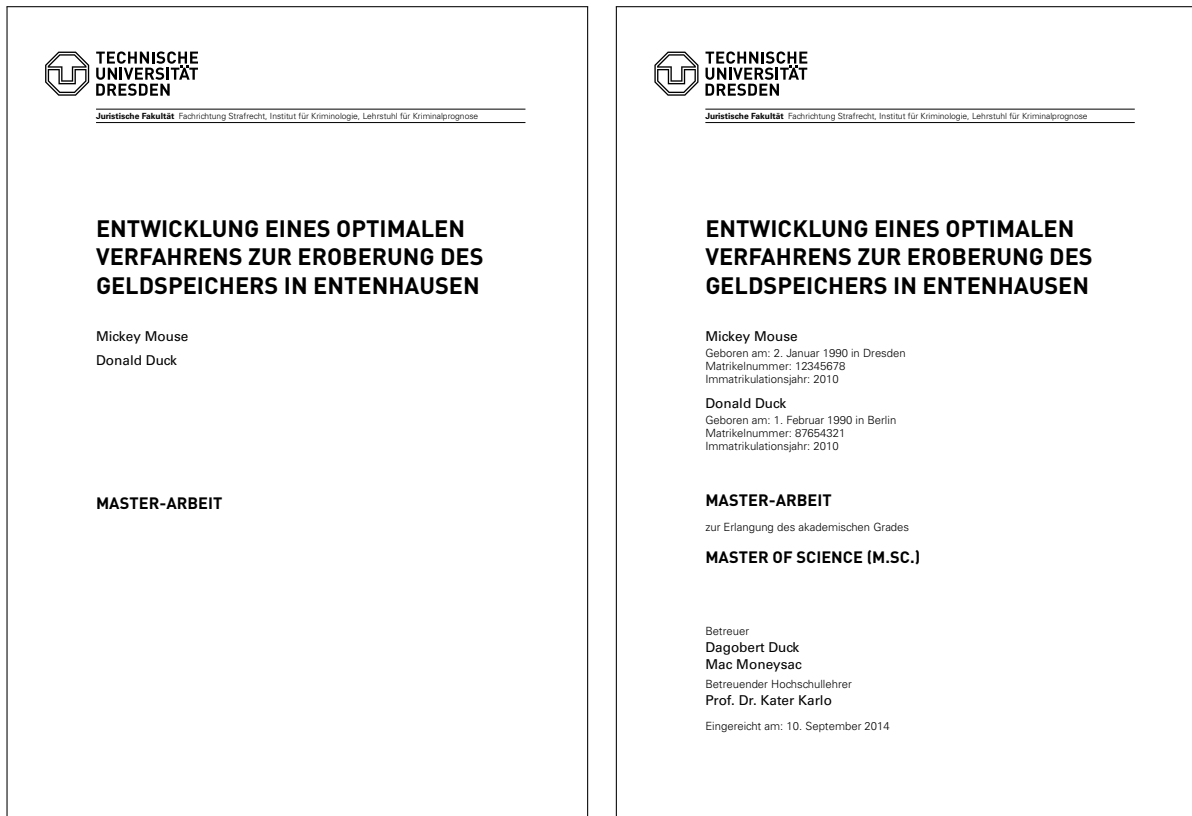 TECHNISCHE
UNIVERSITÄT
DRESDEN
Juristische Fakultät Fachrichtung Strafrecht, Institut für Kriminologie, Lehrstuhl für Kriminalprognose
ENTWICKLUNG EINES OPTIMALEN
VERFAHRENS ZUR EROBERUNG DES
GELDSPEICHERS IN ENTENHAUSEN
Mickey Mouse
Donald Duck
MASTER-ARBEIT
TECHNISCHE
UNIVERSITÄT
DRESDEN
Juristische Fakultät Fachrichtung Strafrecht, Institut für Kriminologie, Lehrstuhl für Kriminalprognose
ENTWICKLUNG EINES OPTIMALEN
VERFAHRENS ZUR EROBERUNG DES
GELDSPEICHERS IN ENTENHAUSEN
Mickey Mouse
Geboren am: 2. Januar 1990 in Dresden
Matrikelnummer: 12345678
Immatrikulationsjahr: 2010
Donald Duck
Geboren am: 1. Februar 1990 in Berlin
Matrikelnummer: 87654321
Immatrikulationsjahr: 2010
MASTER-ARBEIT
zur Erlangung des akademischen Grades
MASTER OF SCIENCE (M.SC.)
Betreuer
Dagobert Duck
Mac Moneysac
Betreuender Hochschullehrer
Prof. Dr. Kater Karlo
Eingereicht am: 10. September 2014